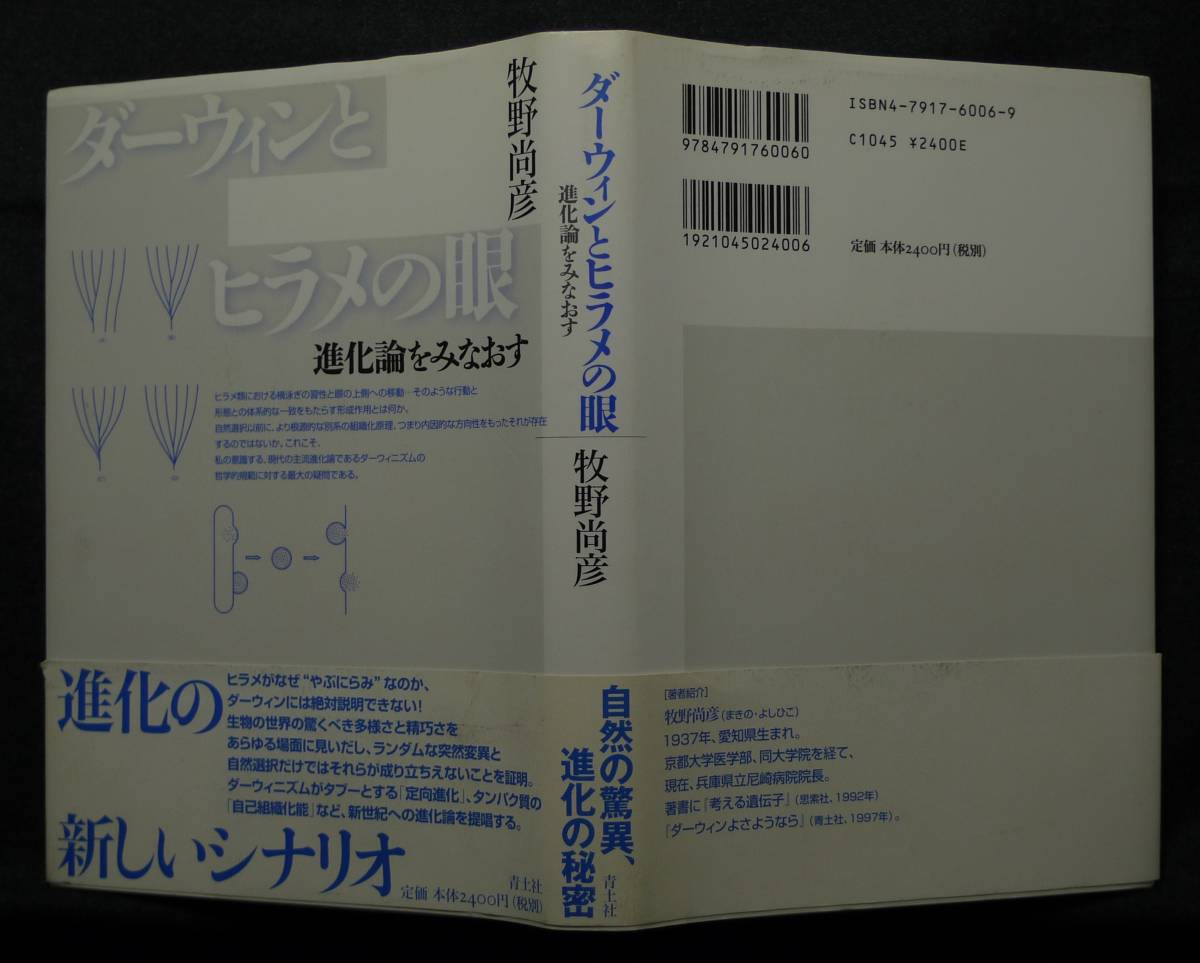 牧野尚彦
ダーウィンと
ヒラメの眼
進化論をみなおす
ヒラメ類における横泳ぎの習性と眼の上側への移動…そのような行動と
形態との体系的な一致をもたらす形成作用とは何か。
自然選択以前に、より根源的な別系の組織化原理、つまり内因的な方向性をもったそれが存在
するのではないか。これこそ、
私の意識する、現代の主流進化論であるダーウィニズムの
哲学的規範に対する最大の疑問である。
進化の
新しいシナリオ
ヒラメがなぜ“やぶにらみ”なのか、
ダーウィンには絶対説明できない!
生物の世界の驚くべき多様さと精巧さを
あらゆる場面に見いだし、ランダムな突然変異と
自然選択だけではそれらが成り立ちえないことを証明。
ダーウィニズムがタブーとする「定向進化」、タンパク質の
「自己組織化能」など、新世紀への進化論を提唱する。
青土社
定価 本体2400円(税別)
ダーウィンとヒラメの眼
進化論をみなおす
牧野尚彦
自然の驚異、
進化の秘密
青土社
ISBN4-7917-6006-9
C1045 ¥2400E
9784791760060
1921045024006
定価 本体2400円(税別)
[著者紹介]
牧野尚彦(まきの・よしひこ)
1937年、愛知県生まれ。
京都大学医学部、同大学院を経て、
現在、兵庫県立尼崎病院院長。
著書に『考える遺伝子』(思索社、1992年)
『ダーウィンよさようなら』(青土社、1997年)。